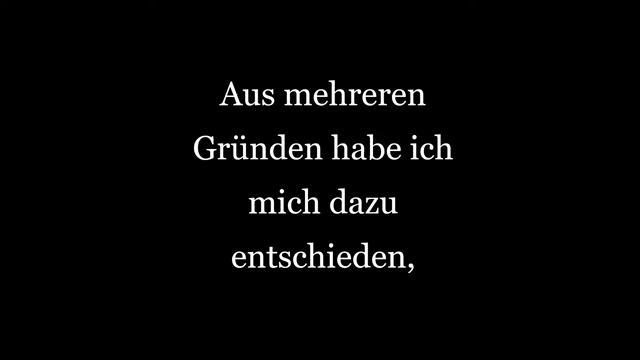 Aus mehreren
Gründen habe ich
mich dazu
entschieden,